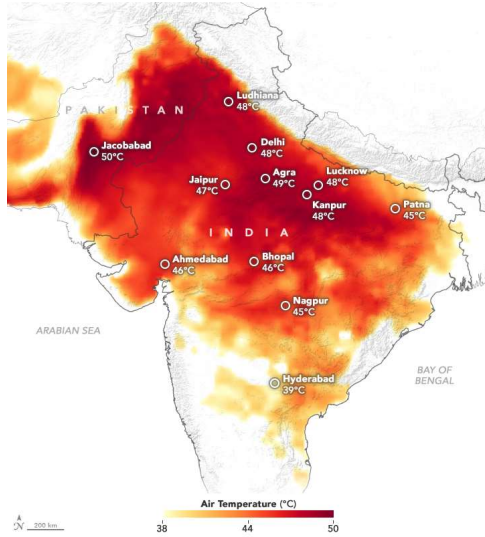 Ludhiana
48°C
PAKISTAN
Delhi
48°C
Jacobabad
50°C
Agra
49°C
Lucknow
48°C
Jaipur
47°C
Kanpur
48°C
Patna
45°C
INDIA
Ahmedabad
46°C
Bhopal
46°C
Nagpur
45°C
ARABIAN SEA
BAY OF
BENGAL
Hyderabad
39°C
Air Temperature (°C)
N
200 km
38
44
50